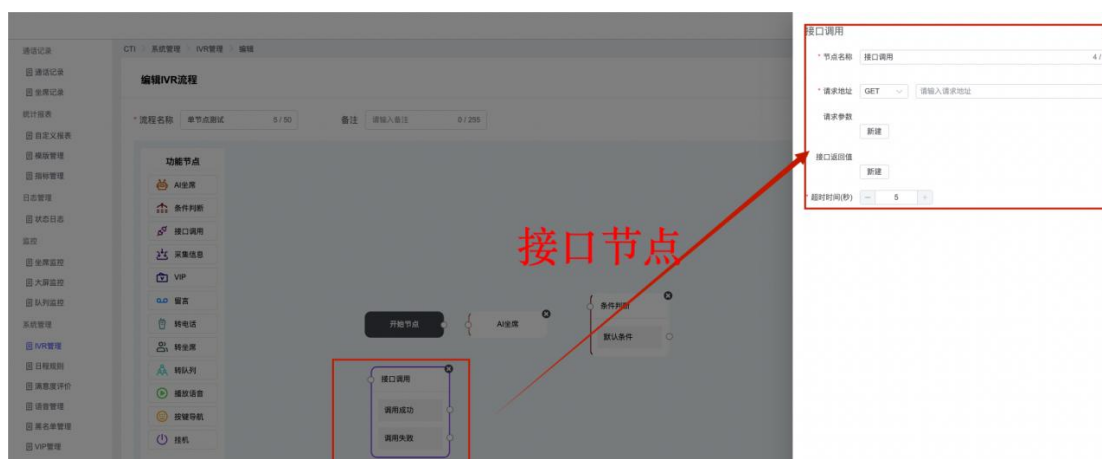 CTI 系统管理 IVR管理 编辑
通话记录
通话记录
坐席记录
统计报表
自定义报表
模版管理
指标管理
日志管理
状态日志
监控
坐席监控
大屏监控
队列监控
系统管理
IVR管理
日程规则
满意度评价
语音管理
黑名单管理
VIP管理
编辑IVR流程
* 流程名称 单节点测试 5 / 50 备注 请输入备注 0 / 255
功能节点
AI坐席
条件判断
接口调用
采集信息
VIP
留言
转电话
转坐席
转队列
播放语音
按键导航
挂机
接口节点
开始节点
AI坐席
条件判断
默认条件
接口调用
调用成功
调用失败
接口调用
* 节点名称 接口调用 4 /
* 请求地址 GET 请输入请求地址
请求参数
新建
接口返回值
新建
* 超时时间(秒) − 5 +